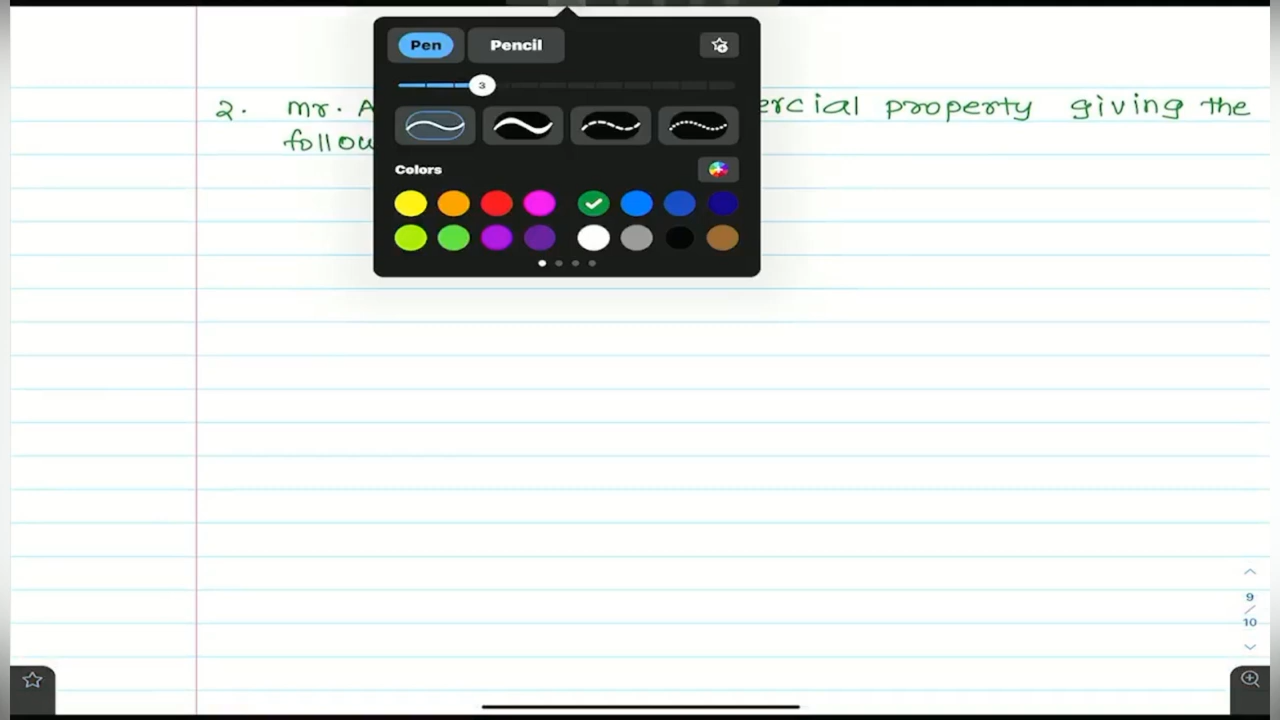 Pen Pencil
3
2. mr. A ercial property giving the
follow
Colors
9
/
10